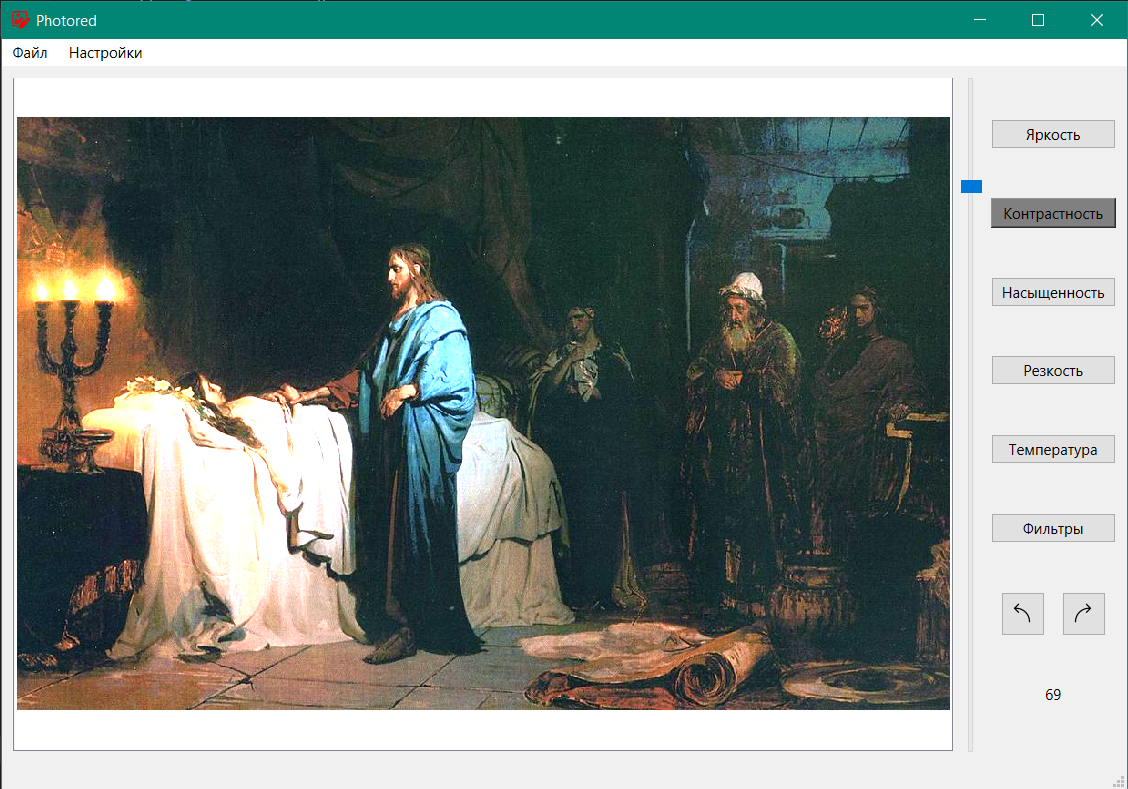 Photored
Файл Настройки
Яркость
Контрастность
Насыщенность
Резкость
Температура
Фильтры
69